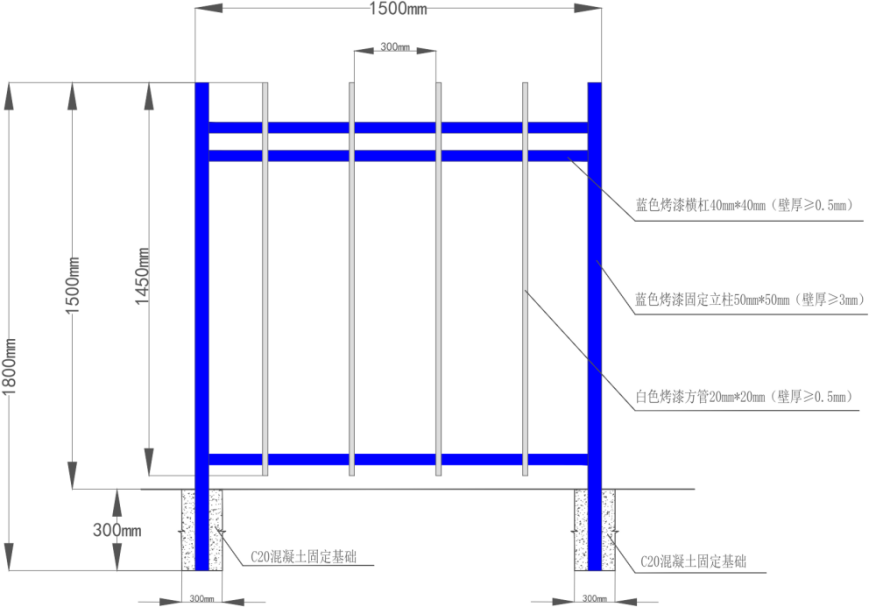 1500mm
300mm
蓝色烤漆横杠40mm*40mm（壁厚≥0.5mm）
1500mm
1450mm
蓝色烤漆固定立柱50mm*50mm（壁厚≥3mm）
1800mm
白色烤漆方管20mm*20mm（壁厚≥0.5mm）
300mm
C20混凝土固定基础
C20混凝土固定基础
300mm
300mm